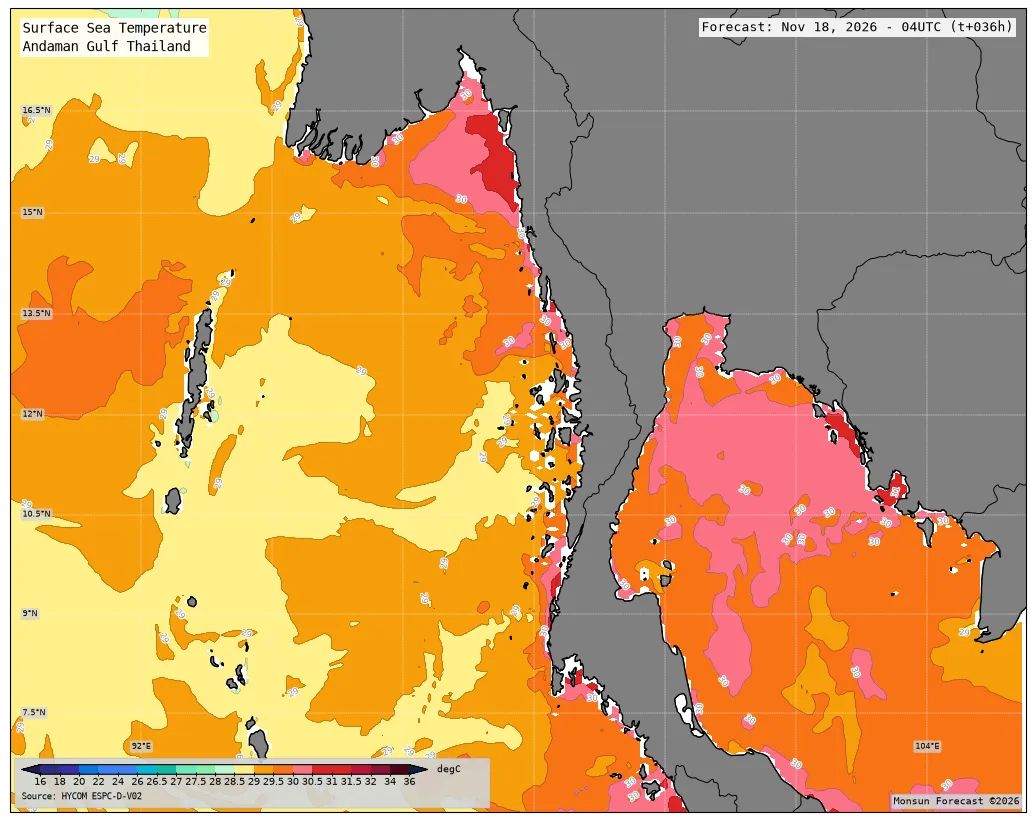 Surface Sea Temperature
Andaman Gulf Thailand
Forecast: Nov 18, 2026 - 04UTC (t+036h)
16.5°N
15°N
13.5°N
12°N
10.5°N
9°N
7.5°N
92°E
104°E
degC
16 18 20 22 24 26 26.5 27 27.5 28 28.5 29 29.5 30 30.5 31 31.5 32 34 36
Source: HYCOM ESPC-D-V02
Monsun Forecast ©2026